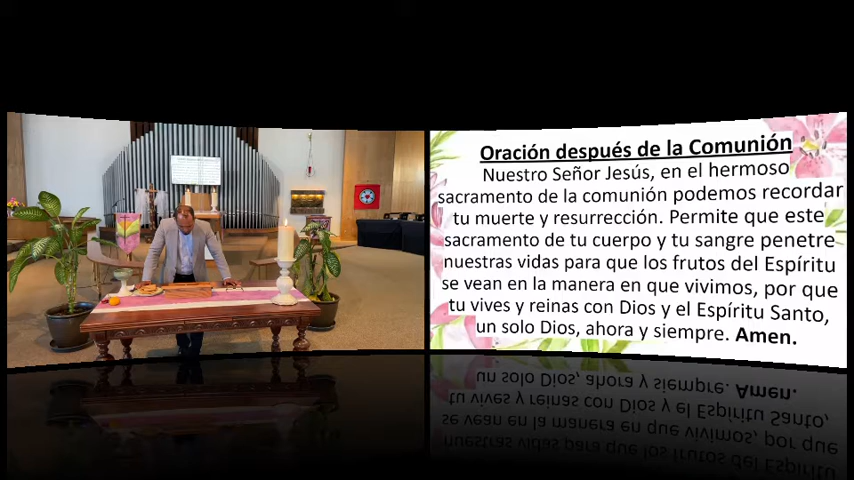 Oración después de la Comunión
Nuestro Señor Jesús, en el hermoso
sacramento de la comunión podemos recordar
tu muerte y resurrección. Permite que este
sacramento de tu cuerpo y tu sangre penetre
nuestras vidas para que los frutos del Espíritu
se vean en la manera en que vivimos, por que
tu vives y reinas con Dios y el Espíritu Santo,
un solo Dios, ahora y siempre. Amen.